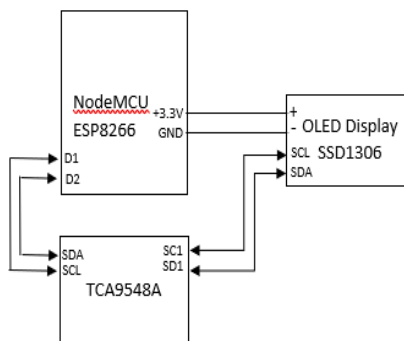 NodeMCU
ESP8266
+3.3V
GND
D1
D2
+
-
OLED Display
SSD1306
SCL
SDA
SDA
SCL
SC1
SD1
TCA9548A